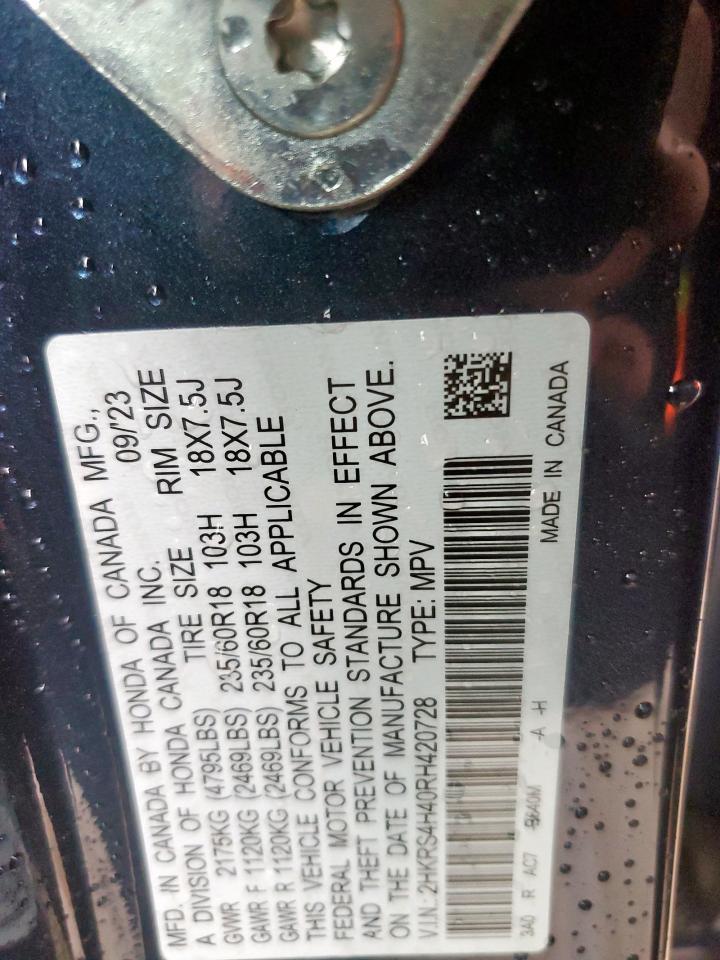 MFD. IN CANADA BY HONDA OF CANADA MFG.,
A DIVISION OF HONDA CANADA INC. 09/'23
TIRE SIZE RIM SIZE
GVWR 2175KG (4795LBS)
GAWR F 1120KG (2469LBS) 235/60R18 103H 18X7.5J
GAWR R 1120KG (2469LBS) 235/60R18 103H 18X7.5J
THIS VEHICLE CONFORMS TO ALL APPLICABLE
FEDERAL MOTOR VEHICLE SAFETY
AND THEFT PREVENTION STANDARDS IN EFFECT
ON THE DATE OF MANUFACTURE SHOWN ABOVE.
V.I.N.: 2HKRS4H40RH420728 TYPE: MPV
3A0 R AC7 -A -H MADE IN CANADA